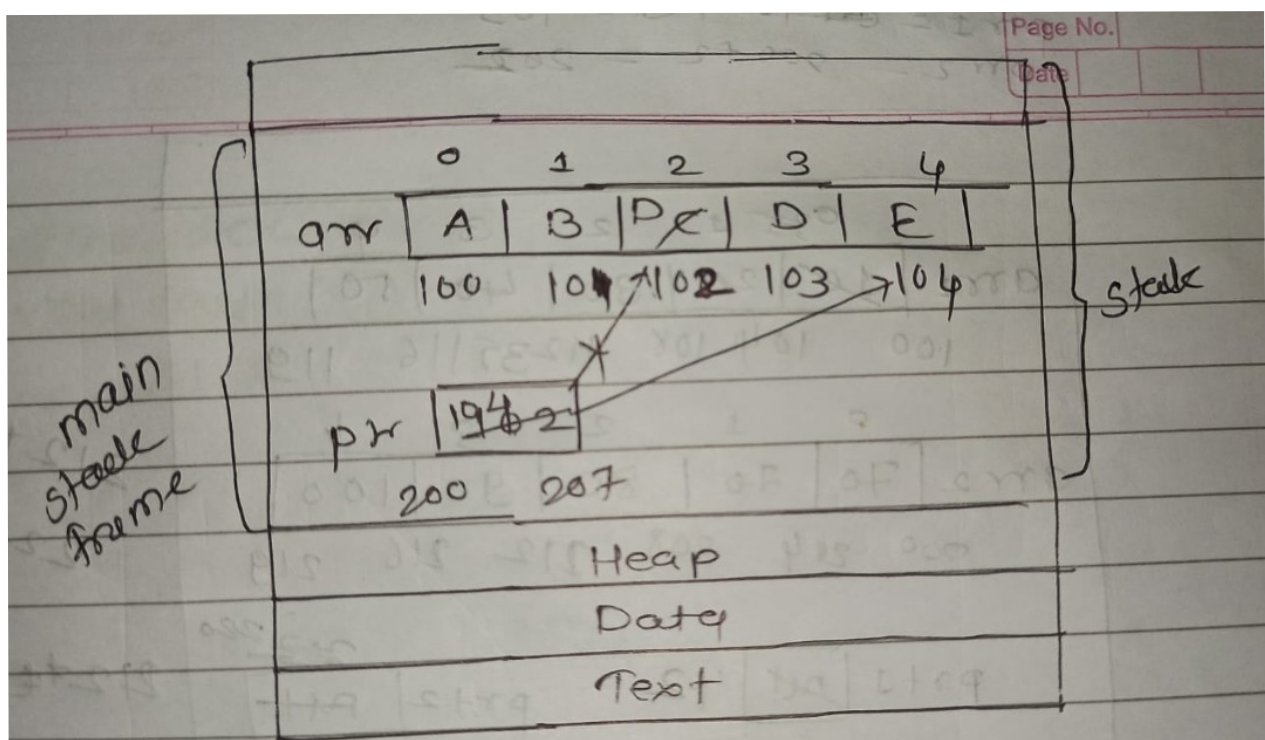 Page No.
Date
0 1 2 3 4
arr A B D C D E
100 101 102 103 104
stack
main
stack
frame
ptr
200 207
Heap
Data
Text